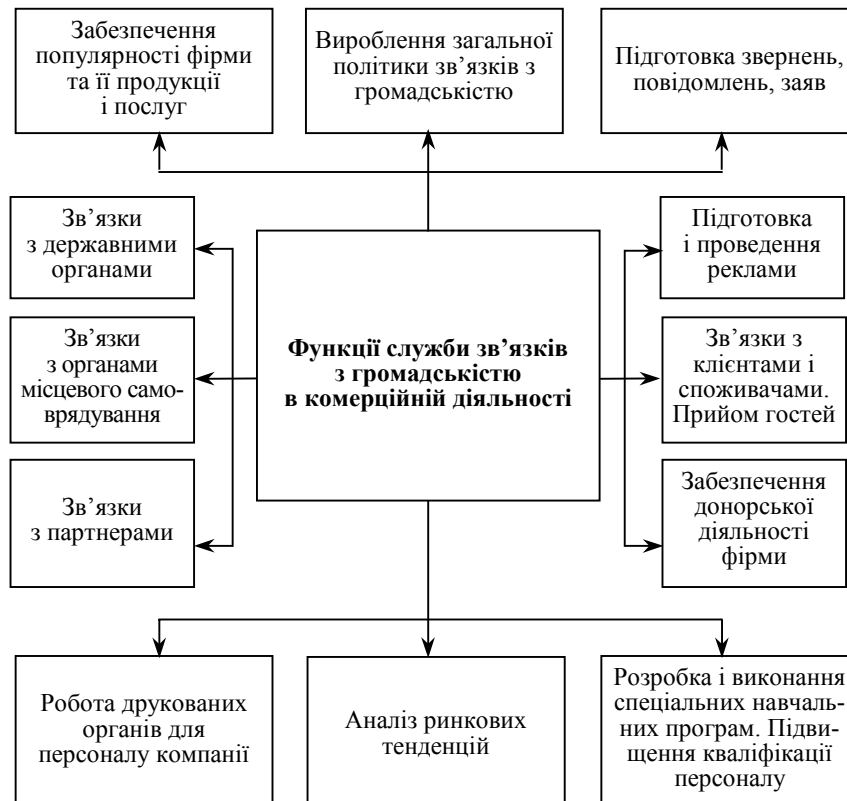 Забезпечення
популярності фірми
та її продукції
і послуг
Вироблення загальної
політики зв’язків з
громадськістю
Підготовка звернень,
повідомлень, заяв
Зв’язки
з державними
органами
Підготовка
і проведення
реклами
Зв’язки
з органами
місцевого само-
врядування
Функції служби зв’язків
з громадськістю
в комерційній діяльності
Зв’язки з
клієнтами і
споживачами.
Прийом гостей
Зв’язки
з партнерами
Забезпечення
донорської
діяльності
фірми
Робота друкованих
органів для
персоналу компанії
Аналіз ринкових
тенденцій
Розробка і виконання
спеціальних навчаль-
них програм. Підви-
щення кваліфікації
персоналу